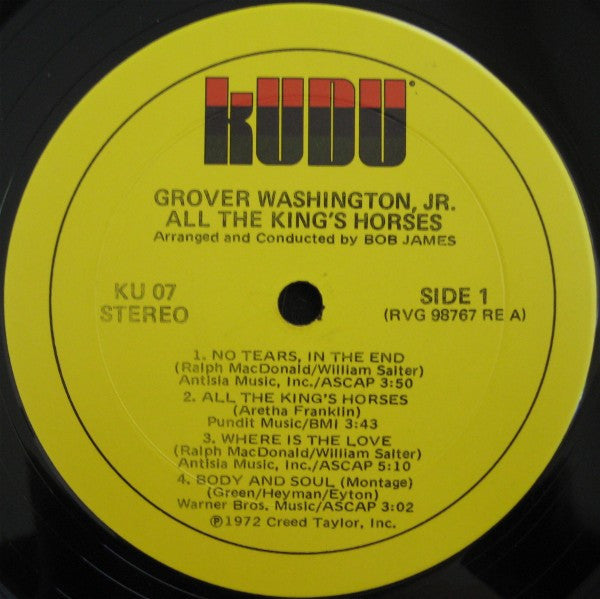 KUDU®
GROVER WASHINGTON, JR.
ALL THE KING'S HORSES
Arranged and Conducted by BOB JAMES
KU 07
STEREO
SIDE 1
(RVG 98767 RE A)
1. NO TEARS, IN THE END
(Ralph MacDonald/William Salter)
Antisia Music, Inc./ASCAP 3:50
2. ALL THE KING'S HORSES
(Aretha Franklin)
Pundit Music/BMI 3:43
3. WHERE IS THE LOVE
(Ralph MacDonald/William Salter)
Antisia Music, Inc./ASCAP 5:10
4. BODY AND SOUL (Montage)
(Green/Heyman/Eyton)
Warner Bros. Music/ASCAP 3:02
℗1972 Creed Taylor, Inc.